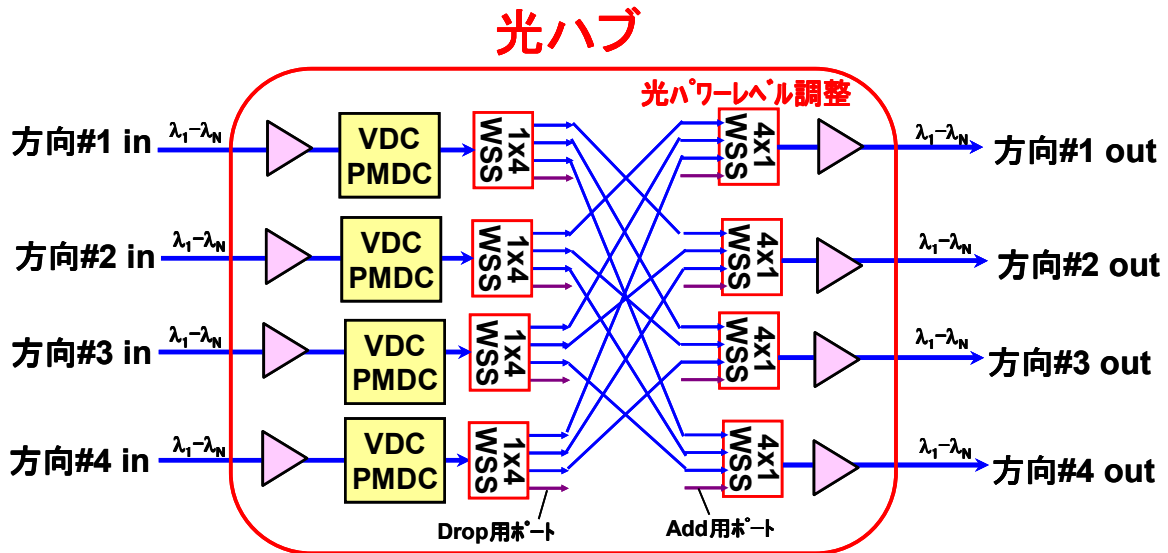 光ハブ
光ﾊﾟﾜｰﾚﾍﾞﾙ調整
方向#1 in
λ₁−λN
VDC
PMDC
1x4
WSS
4x1
WSS
λ₁−λN
方向#1 out
方向#2 in
λ₁−λN
VDC
PMDC
1x4
WSS
4x1
WSS
λ₁−λN
方向#2 out
方向#3 in
λ₁−λN
VDC
PMDC
1x4
WSS
4x1
WSS
λ₁−λN
方向#3 out
方向#4 in
λ₁−λN
VDC
PMDC
1x4
WSS
4x1
WSS
λ₁−λN
方向#4 out
Drop用ﾎﾟｰﾄ
Add用ﾎﾟｰﾄ